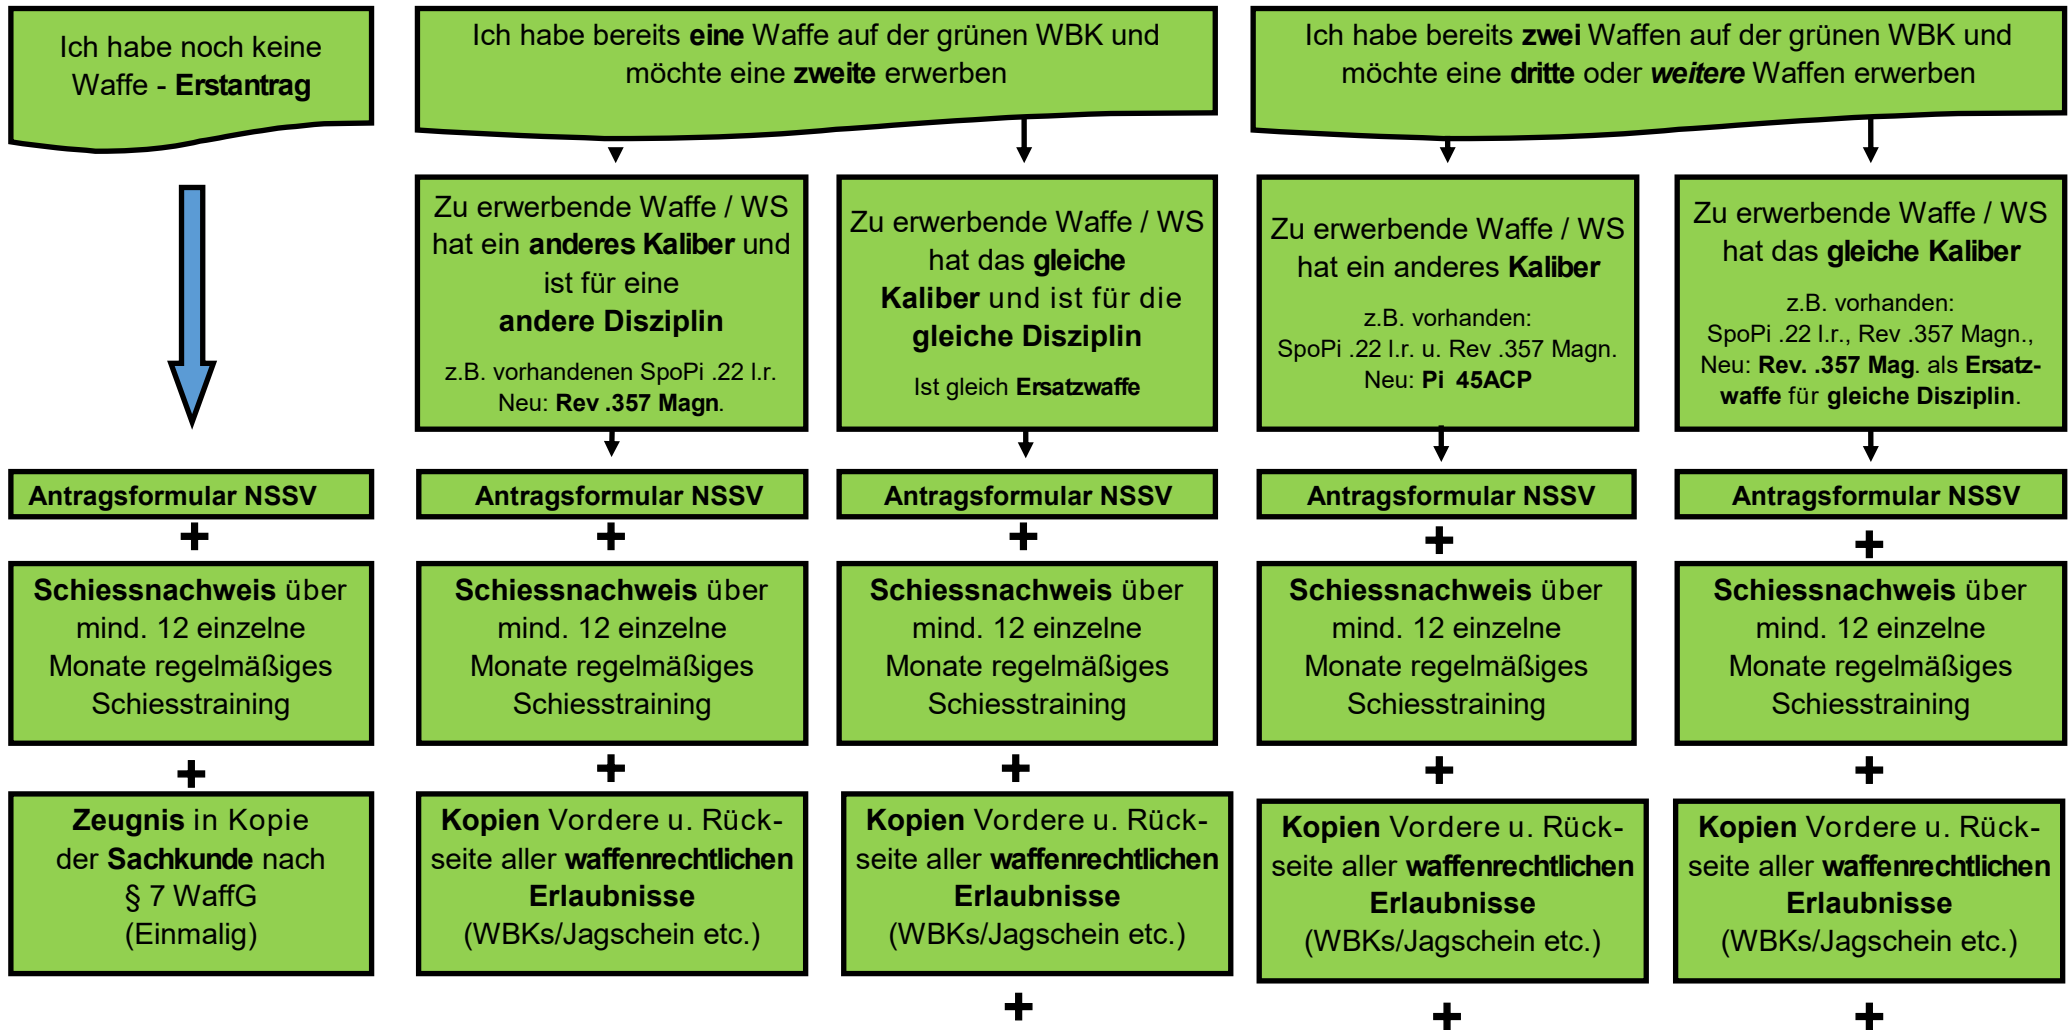 Ich habe noch keine
Waffe - Erstantrag
Ich habe bereits eine Waffe auf der grünen WBK und
möchte eine zweite erwerben
Ich habe bereits zwei Waffen auf der grünen WBK und
möchte eine dritte oder weitere Waffen erwerben
Zu erwerbende Waffe / WS
hat ein anderes Kaliber und
ist für eine
andere Disziplin
z.B. vorhandenen SpoPi .22 l.r.
Neu: Rev .357 Magn.
Zu erwerbende Waffe / WS
hat das gleiche
Kaliber und ist für die
gleiche Disziplin
Ist gleich Ersatzwaffe
Zu erwerbende Waffe / WS
hat ein anderes Kaliber
z.B. vorhanden:
SpoPi .22 l.r. u. Rev .357 Magn.
Neu: Pi 45ACP
Zu erwerbende Waffe / WS
hat das gleiche Kaliber
z.B. vorhanden:
SpoPi .22 l.r., Rev .357 Magn.,
Neu: Rev. .357 Mag. als Ersatz-
waffe für gleiche Disziplin.
Antragsformular NSSV
Antragsformular NSSV
Antragsformular NSSV
Antragsformular NSSV
Antragsformular NSSV
+
+
+
+
+
Schiessnachweis über
mind. 12 einzelne
Monate regelmäßiges
Schiesstraining
Schiessnachweis über
mind. 12 einzelne
Monate regelmäßiges
Schiesstraining
Schiessnachweis über
mind. 12 einzelne
Monate regelmäßiges
Schiesstraining
Schiessnachweis über
mind. 12 einzelne
Monate regelmäßiges
Schiesstraining
Schiessnachweis über
mind. 12 einzelne
Monate regelmäßiges
Schiesstraining
+
+
+
+
+
Zeugnis in Kopie
der Sachkunde nach
§ 7 WaffG
(Einmalig)
Kopien Vordere u. Rück-
seite aller waffenrechtlichen
Erlaubnisse
(WBKs/Jagschein etc.)
Kopien Vordere u. Rück-
seite aller waffenrechtlichen
Erlaubnisse
(WBKs/Jagschein etc.)
Kopien Vordere u. Rück-
seite aller waffenrechtlichen
Erlaubnisse
(WBKs/Jagschein etc.)
Kopien Vordere u. Rück-
seite aller waffenrechtlichen
Erlaubnisse
(WBKs/Jagschein etc.)
+
+
+